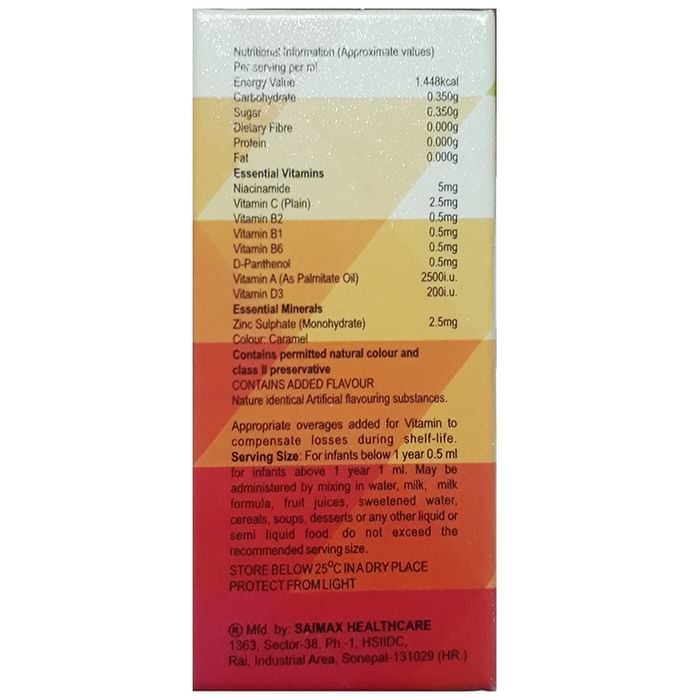 Nutritional Information (Approximate values)
Per serving per ml.
Energy Value 1.448kcal
Carbohydrate 0.350g
Sugar 0.350g
Dietary Fibre 0.000g
Protein 0.000g
Fat 0.000g
Essential Vitamins
Niacinamide 5mg
Vitamin C (Plain) 2.5mg
Vitamin B2 0.5mg
Vitamin B1 0.5mg
Vitamin B6 0.5mg
D-Panthenol 0.5mg
Vitamin A (As Palmitate Oil) 2500i.u.
Vitamin D3 200i.u.
Essential Minerals
Zinc Sulphate (Monohydrate) 2.5mg
Colour: Caramel
Contains permitted natural colour and
class II preservative
CONTAINS ADDED FLAVOUR
Nature identical Artificial flavouring substances.
Appropriate overages added for Vitamin to
compensate losses during shelf-life.
Serving Size: For infants below 1 year 0.5 ml
for infants above 1 year 1 ml. May be
administered by mixing in water, milk, milk
formula, fruit juices, sweetened water,
cereals, soups, desserts or any other liquid or
semi liquid food. do not exceed the
recommended serving size.
STORE BELOW 25°C IN A DRY PLACE
PROTECT FROM LIGHT
® Mfd. by: SAIMAX HEALTHCARE
1363, Sector-38, Ph.-1, HSIIDC,
Rai, Industrial Area, Sonepat-131029 (HR.)